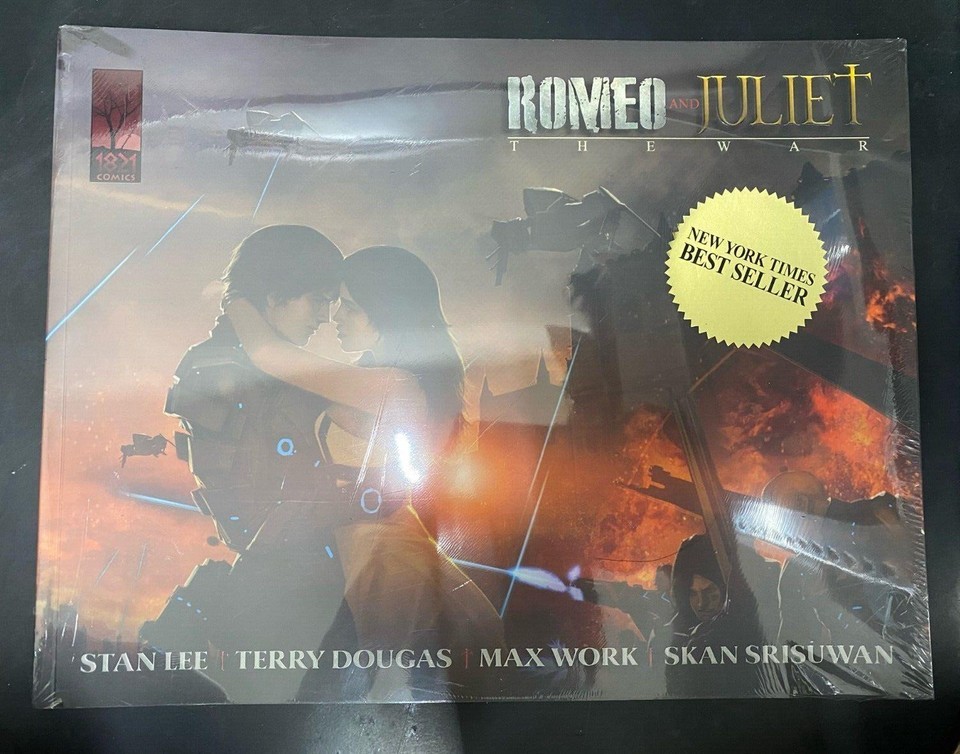 ROMEO AND JULIET
THE WAR
1821
COMICS
NEW YORK TIMES
BEST SELLER
STAN LEE | TERRY DOUGAS | MAX WORK | SKAN SRISUWAN